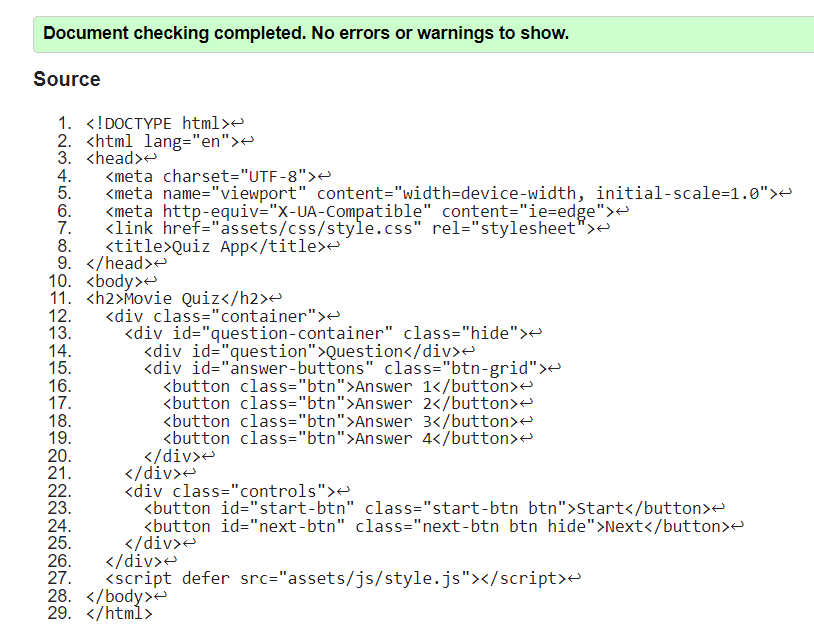 Document checking completed. No errors or warnings to show.
Source
1. <!DOCTYPE html>↩
2. <html lang="en">↩
3. <head>↩
4.   <meta charset="UTF-8">↩
5.   <meta name="viewport" content="width=device-width, initial-scale=1.0">↩
6.   <meta http-equiv="X-UA-Compatible" content="ie=edge">↩
7.   <link href="assets/css/style.css" rel="stylesheet">↩
8.   <title>Quiz App</title>↩
9. </head>↩
10. <body>↩
11. <h2>Movie Quiz</h2>↩
12.   <div class="container">↩
13.     <div id="question-container" class="hide">↩
14.       <div id="question">Question</div>↩
15.       <div id="answer-buttons" class="btn-grid">↩
16.         <button class="btn">Answer 1</button>↩
17.         <button class="btn">Answer 2</button>↩
18.         <button class="btn">Answer 3</button>↩
19.         <button class="btn">Answer 4</button>↩
20.       </div>↩
21.     </div>↩
22.     <div class="controls">↩
23.       <button id="start-btn" class="start-btn btn">Start</button>↩
24.       <button id="next-btn" class="next-btn btn hide">Next</button>↩
25.     </div>↩
26.   </div>↩
27.   <script defer src="assets/js/style.js"></script>↩
28. </body>↩
29. </html>